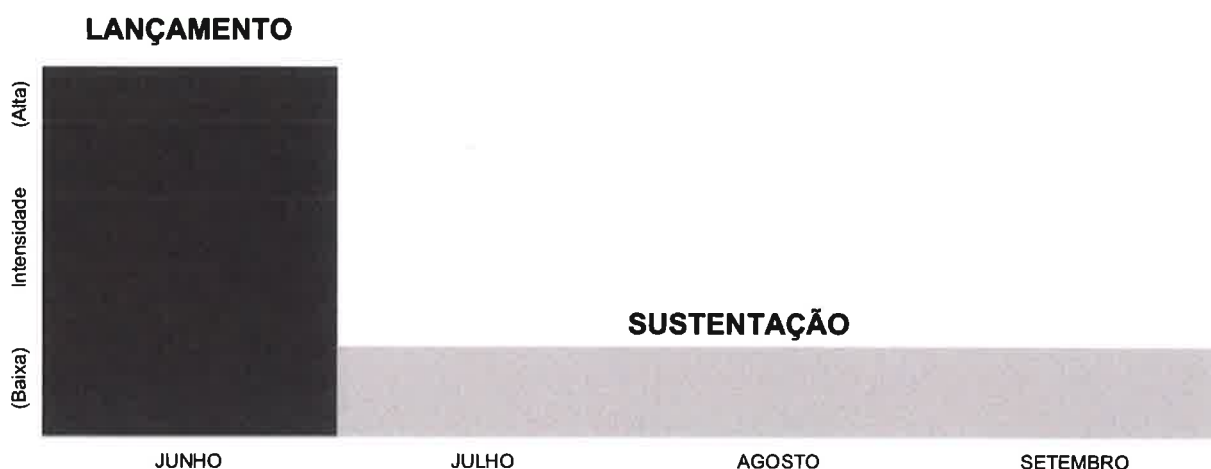 LANÇAMENTO
(Alta)
Intensidade
(Baixa)
SUSTENTAÇÃO
JUNHO
JULHO
AGOSTO
SETEMBRO